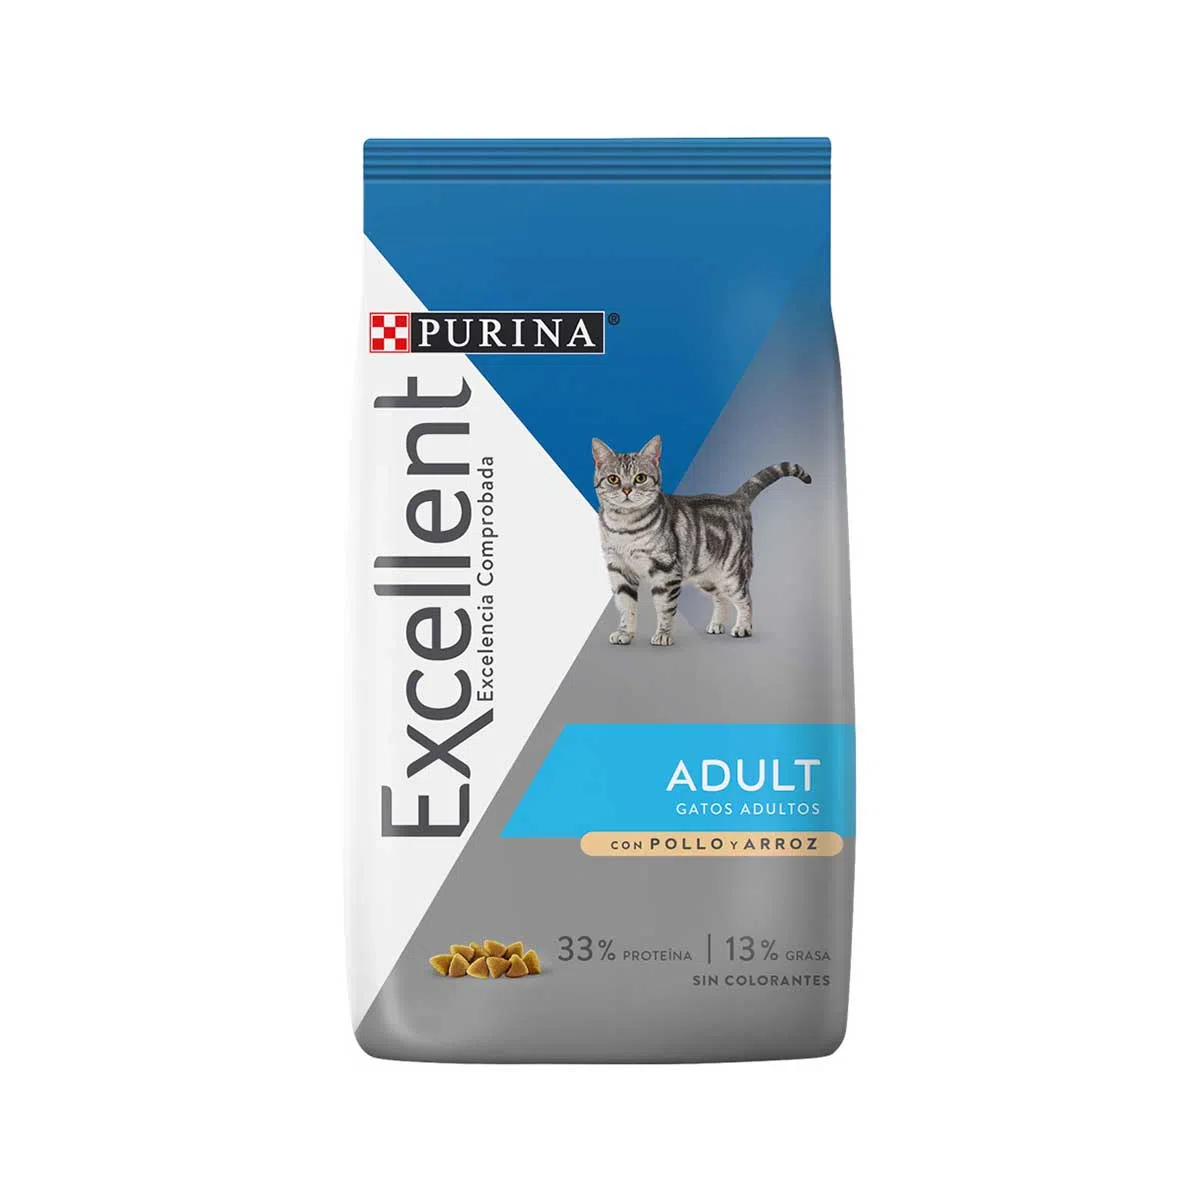 PURINA®
Excellent
Excelencia Comprobada
ADULT
GATOS ADULTOS
CON POLLO Y ARROZ
33% PROTEÍNA | 13% GRASA
SIN COLORANTES